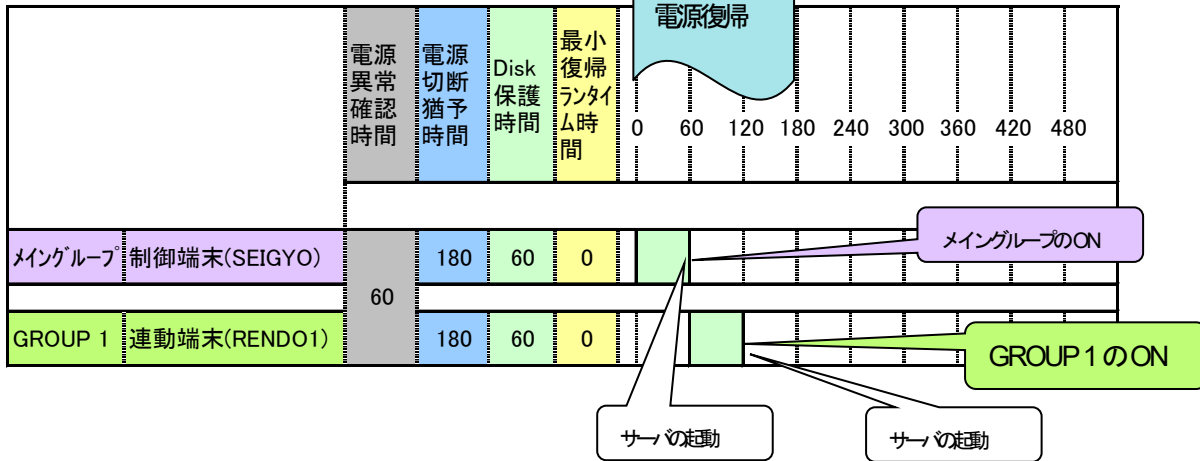 電源復帰
電源
異常
確認
時間
電源
切断
猶予
時間
Disk
保護
時間
最小
復帰
ランタイ
ム時
間
0 60 120 180 240 300 360 420 480
メイングループ 制御端末(SEIGYO) 180 60 0
メイングループのON
60
GROUP 1 連動端末(RENDO1) 180 60 0
GROUP1のON
サーバの起動
サーバの起動